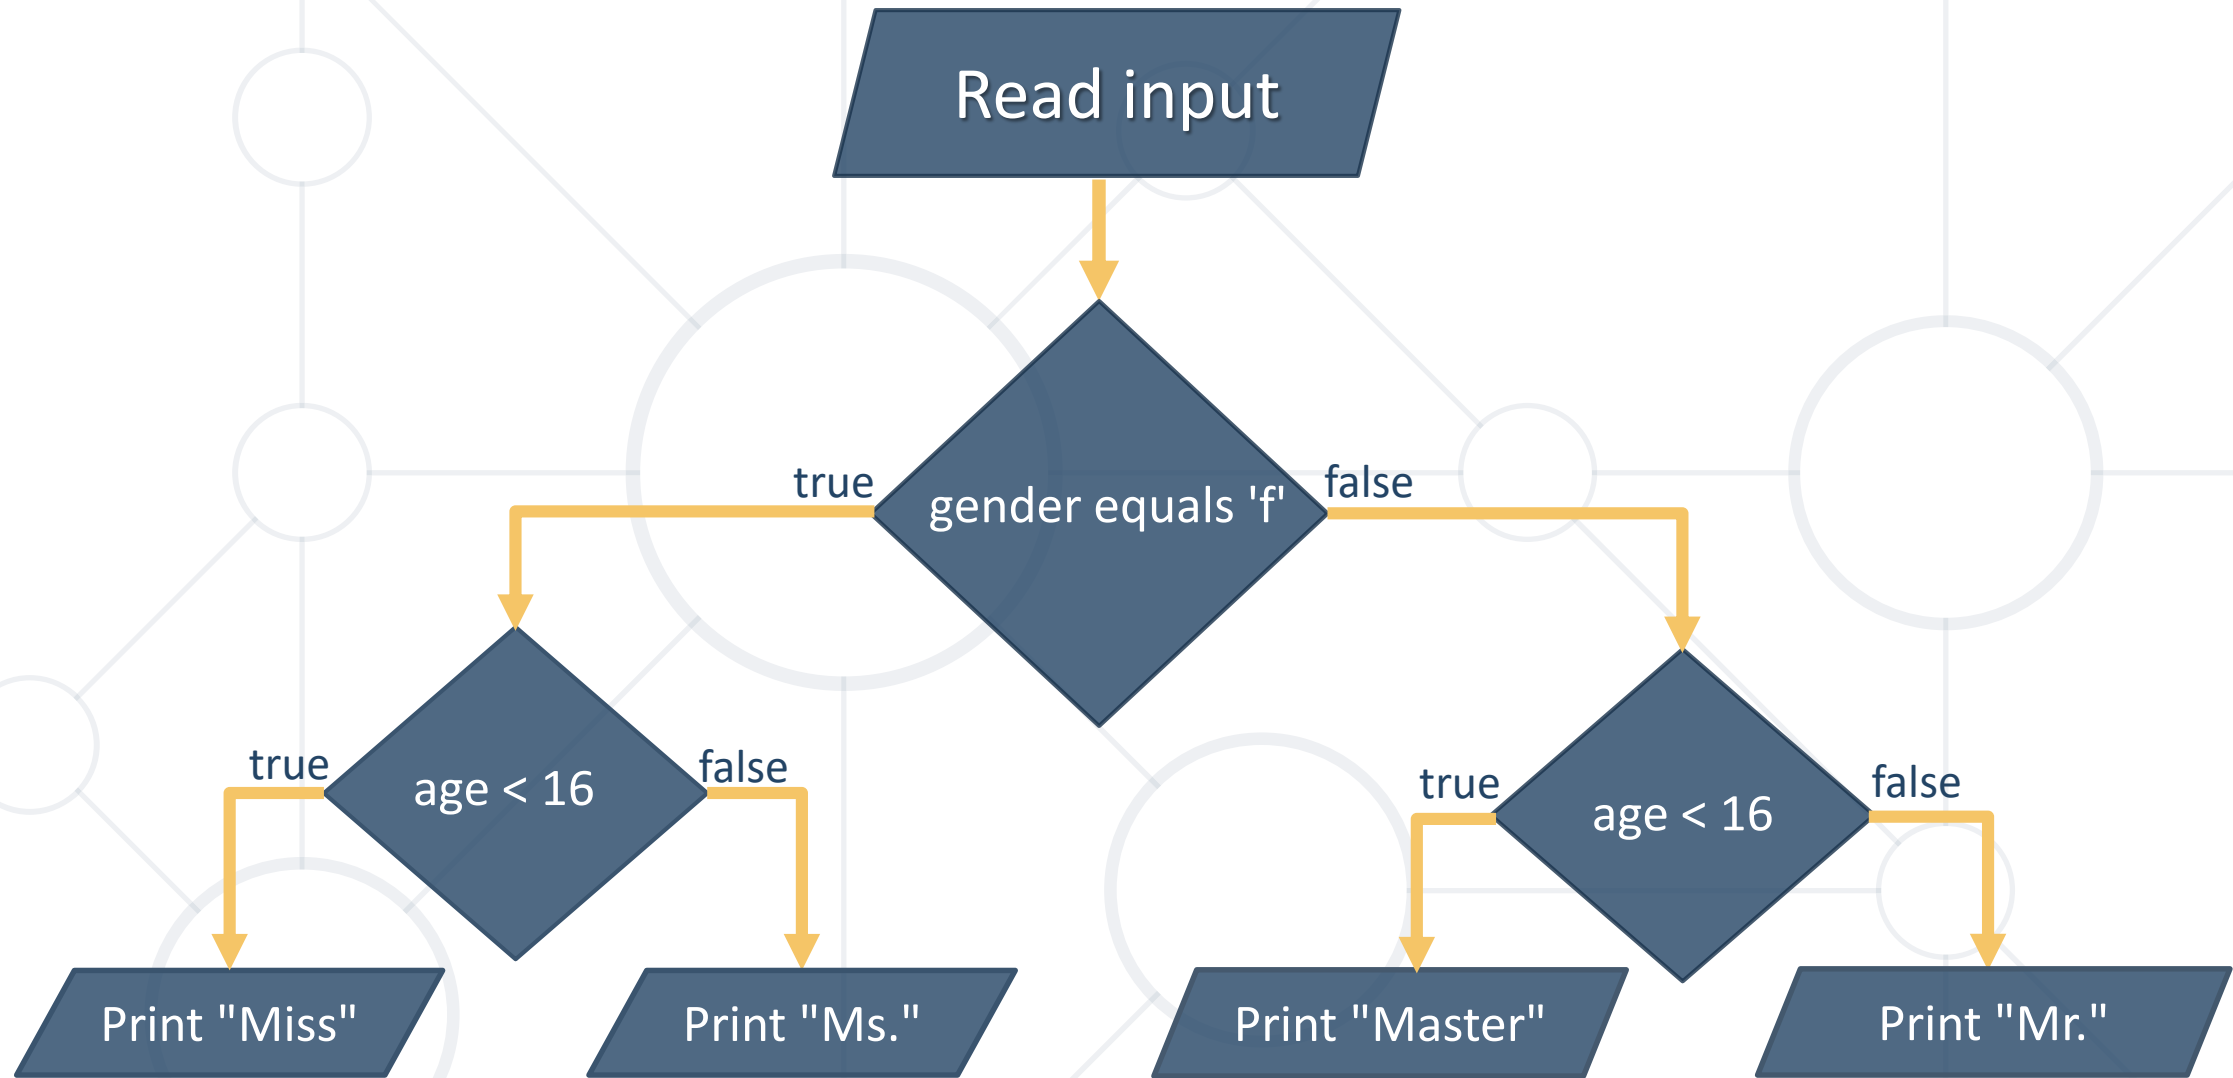 Read input
true
gender equals 'f'
false
true
age < 16
false
true
age < 16
false
Print "Miss"
Print "Ms."
Print "Master"
Print "Mr."